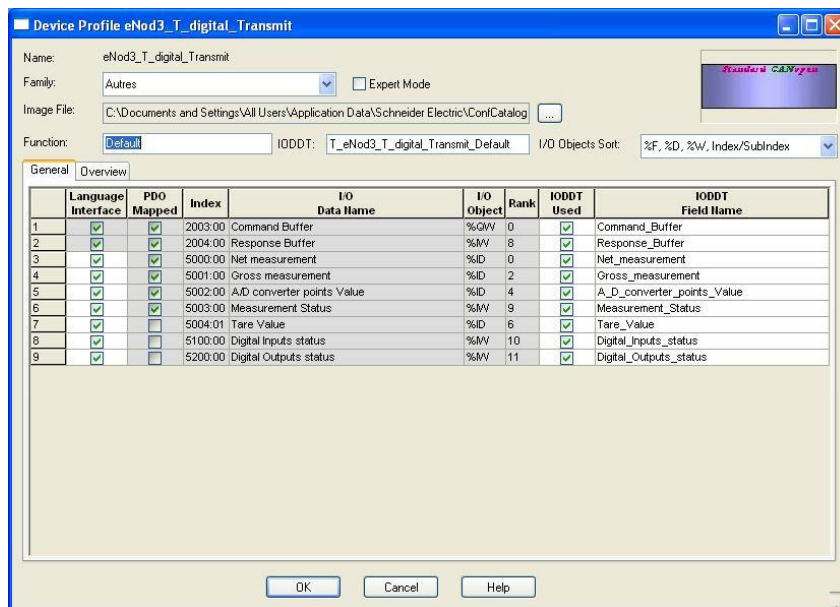 Device Profile eNod3_T_digital_Transmit
Name: eNod3_T_digital_Transmit
Family: Autres Expert Mode
Standard CANopen
Image File: C:\Documents and Settings\All Users\Application Data\Schneider Electric\ConfCatalog ...
Function: Default IODDT: T_eNod3_T_digital_Transmit_Default I/O Objects Sort: %F, %D, %W, Index/SubIndex
General Overview
Language Interface PDO Mapped Index I/O Data Name I/O Object Rank IODDT Used IODDT Field Name
1 2003:00 Command Buffer %QW 0 Command_Buffer
2 2004:00 Response Buffer %IW 8 Response_Buffer
3 5000:00 Net measurement %ID 0 Net_measurement
4 5001:00 Gross measurement %ID 2 Gross_measurement
5 5002:00 A/D converter points Value %ID 4 A_D_converter_points_Value
6 5003:00 Measurement Status %IW 9 Measurement_Status
7 5004:01 Tare Value %ID 6 Tare_Value
8 5100:00 Digital Inputs status %IW 10 Digital_Inputs_status
9 5200:00 Digital Outputs status %IW 11 Digital_Outputs_status
OK Cancel Help